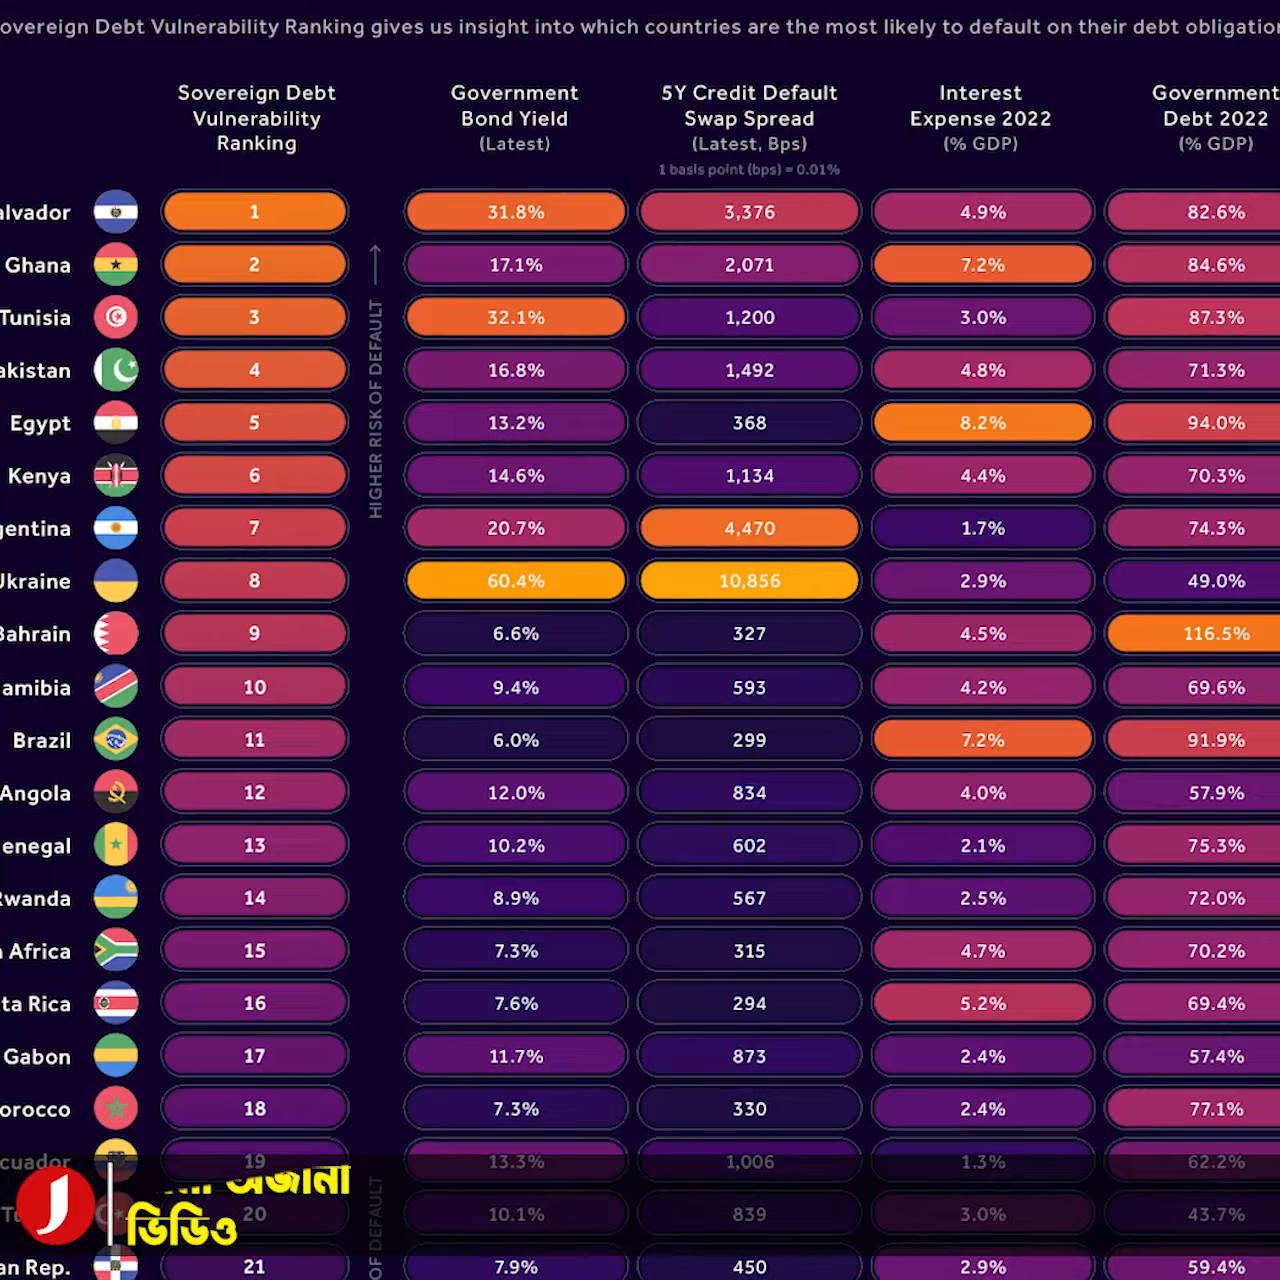 overeign Debt Vulnerability Ranking gives us insight into which countries are the most likely to default on their debt obligation
Sovereign Debt Vulnerability Ranking
Government Bond Yield (Latest)
5Y Credit Default Swap Spread (Latest, Bps)
1 basis point (bps) = 0.01%
Interest Expense 2022 (% GDP)
Government Debt 2022 (% GDP)
HIGHER RISK OF DEFAULT
alvador 1 31.8% 3,376 4.9% 82.6%
Ghana 2 17.1% 2,071 7.2% 84.6%
Tunisia 3 32.1% 1,200 3.0% 87.3%
akistan 4 16.8% 1,492 4.8% 71.3%
Egypt 5 13.2% 368 8.2% 94.0%
Kenya 6 14.6% 1,134 4.4% 70.3%
gentina 7 20.7% 4,470 1.7% 74.3%
Ukraine 8 60.4% 10,856 2.9% 49.0%
Bahrain 9 6.6% 327 4.5% 116.5%
amibia 10 9.4% 593 4.2% 69.6%
Brazil 11 6.0% 299 7.2% 91.9%
Angola 12 12.0% 834 4.0% 57.9%
enegal 13 10.2% 602 2.1% 75.3%
Rwanda 14 8.9% 567 2.5% 72.0%
Africa 15 7.3% 315 4.7% 70.2%
ta Rica 16 7.6% 294 5.2% 69.4%
Gabon 17 11.7% 873 2.4% 57.4%
orocco 18 7.3% 330 2.4% 77.1%
cuador 19 13.3% 1,006 1.3% 62.2%
Tu 20 10.1% 839 3.0% 43.7%
an Rep. 21 7.9% 450 2.9% 59.4%
OF DEFAULT
J
অজানা
ভিডিও